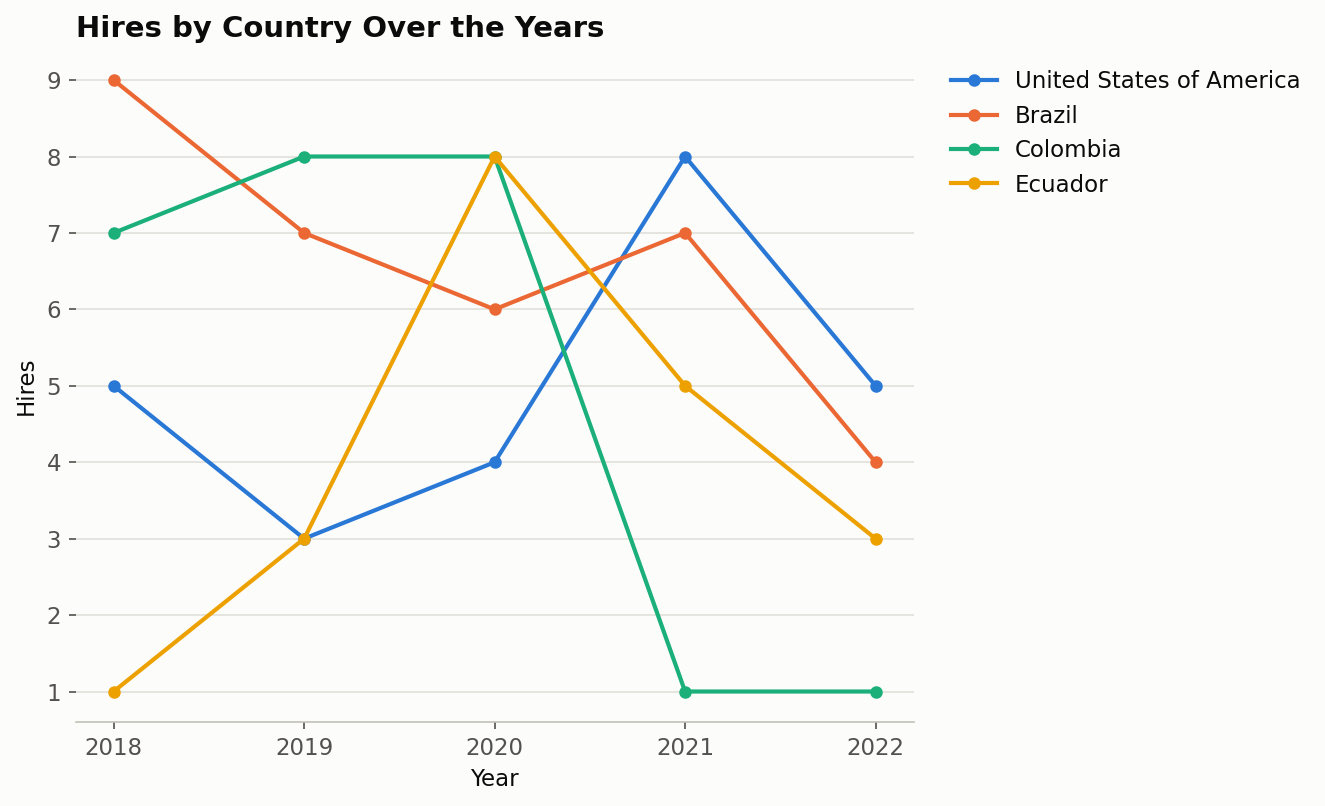 Hires by Country Over the Years
9
8
7
6
5
4
3
2
1
Hires
2018 2019 2020 2021 2022
Year
United States of America
Brazil
Colombia
Ecuador